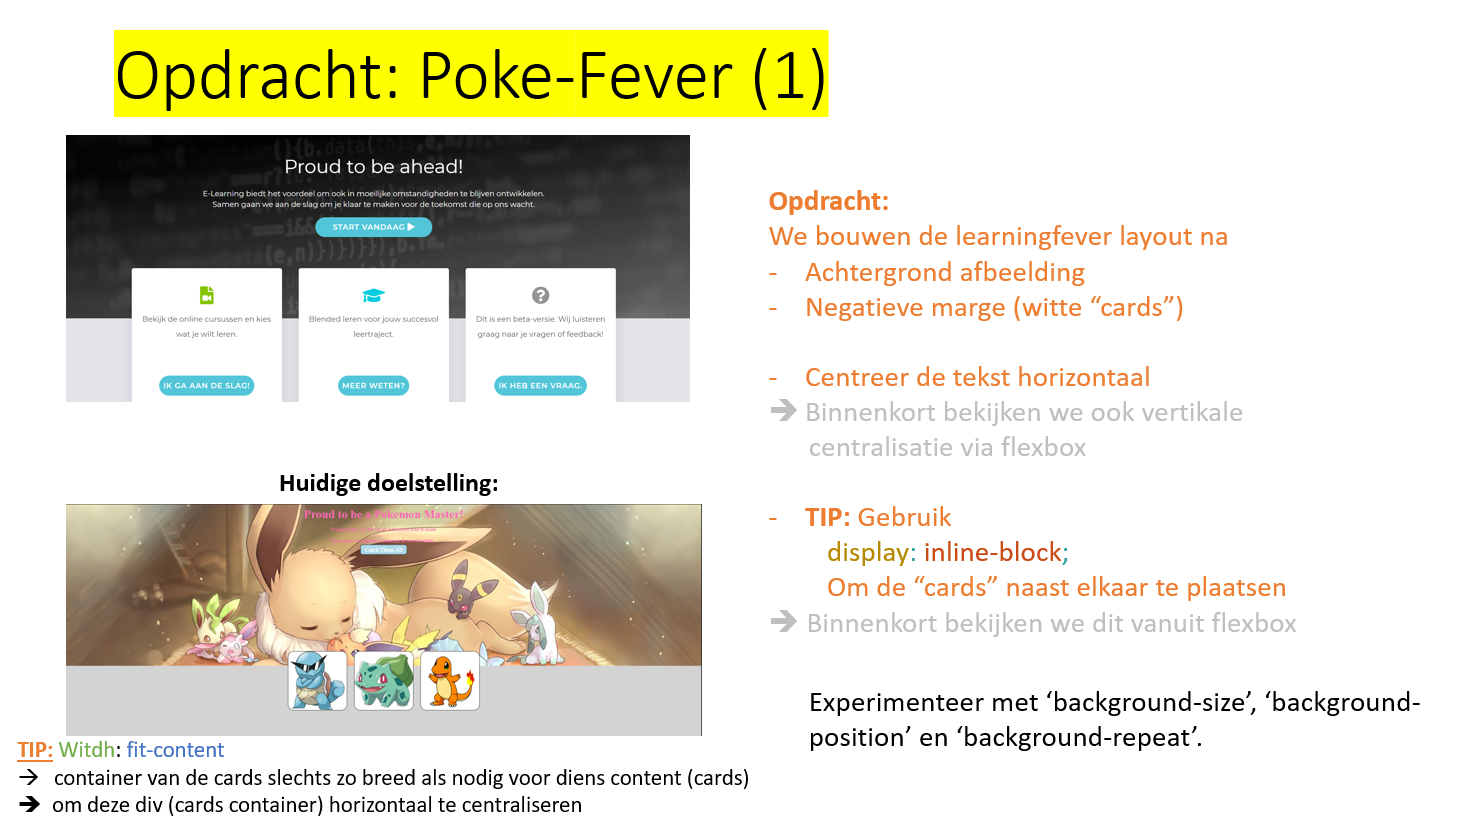 Opdracht: Poke-Fever (1)
Proud to be ahead!
E-Learning biedt het voordeel om ook in moeilijke omstandigheden te blijven ontwikkelen.
Samen gaan we aan de slag om je klaar te maken voor de toekomst die op ons wacht.
START VANDAAG
Bekijk de online cursussen en kies
wat je wilt leren.
IK GA AAN DE SLAG!
Blended leren voor jouw succesvol
leertraject.
MEER WETEN?
Dit is een beta-versie. Wij luisteren
graag naar je vragen of feedback!
IK HEB EEN VRAAG.
Huidige doelstelling:
Proud to be a Pokemon Master!
Catch Them All
TIP: Witdh: fit-content
→ container van de cards slechts zo breed als nodig voor diens content (cards)
→ om deze div (cards container) horizontaal te centraliseren
Opdracht:
We bouwen de learningfever layout na
- Achtergrond afbeelding
- Negatieve marge (witte “cards”)
- Centreer de tekst horizontaal
→ Binnenkort bekijken we ook vertikale
centralisatie via flexbox
- TIP: Gebruik
display: inline-block;
Om de “cards” naast elkaar te plaatsen
→ Binnenkort bekijken we dit vanuit flexbox
Experimenteer met ‘background-size’, ‘background-
position’ en ‘background-repeat’.